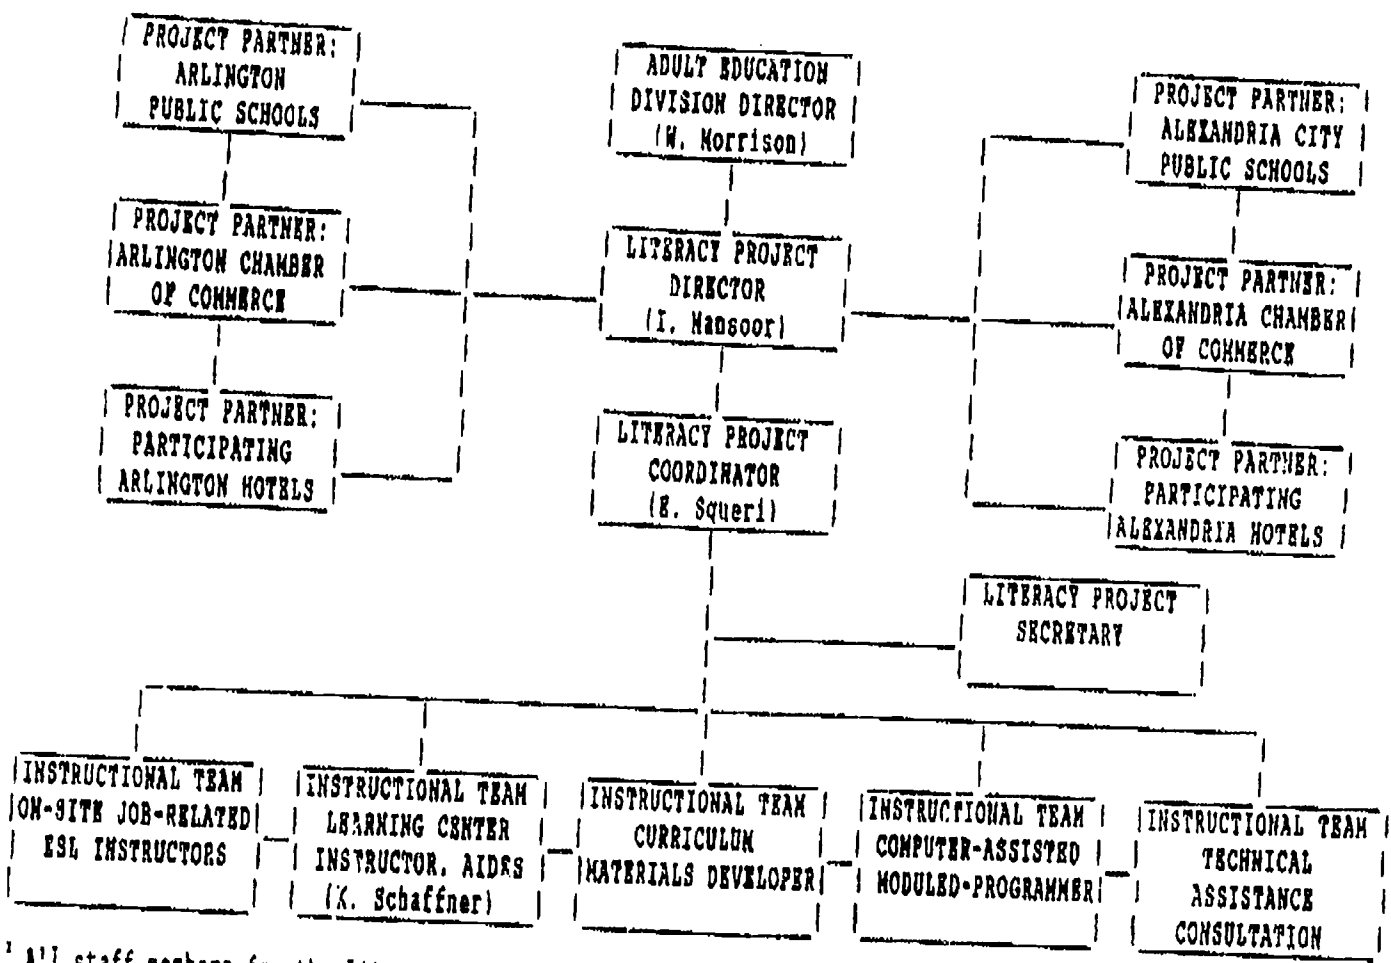 PROJECT PARTNER:
ARLINGTON
PUBLIC SCHOOLS
ADULT EDUCATION
DIVISION DIRECTOR
(W. Morrison)
PROJECT PARTNER:
ALEXANDRIA CITY
PUBLIC SCHOOLS
PROJECT PARTNER:
ARLINGTON CHAMBER
OF COMMERCE
LITERACY PROJECT
DIRECTOR
(I. Mansoor)
PROJECT PARTNER:
ALEXANDRIA CHAMBER
OF COMMERCE
PROJECT PARTNER:
PARTICIPATING
ARLINGTON HOTELS
LITERACY PROJECT
COORDINATOR
(E. Squeri)
PROJECT PARTNER:
PARTICIPATING
ALEXANDRIA HOTELS
LITERACY PROJECT
SECRETARY
INSTRUCTIONAL TEAM
ON-SITE JOB-RELATED
ESL INSTRUCTORS
INSTRUCTIONAL TEAM
LEARNING CENTER
INSTRUCTOR, AIDES
(K. Schaffner)
INSTRUCTIONAL TEAM
CURRICULUM
MATERIALS DEVELOPER
INSTRUCTIONAL TEAM
COMPUTER-ASSISTED
MODULED-PROGRAMMER
INSTRUCTIONAL TEAM
TECHNICAL
ASSISTANCE
CONSULTATION
All staff members for the